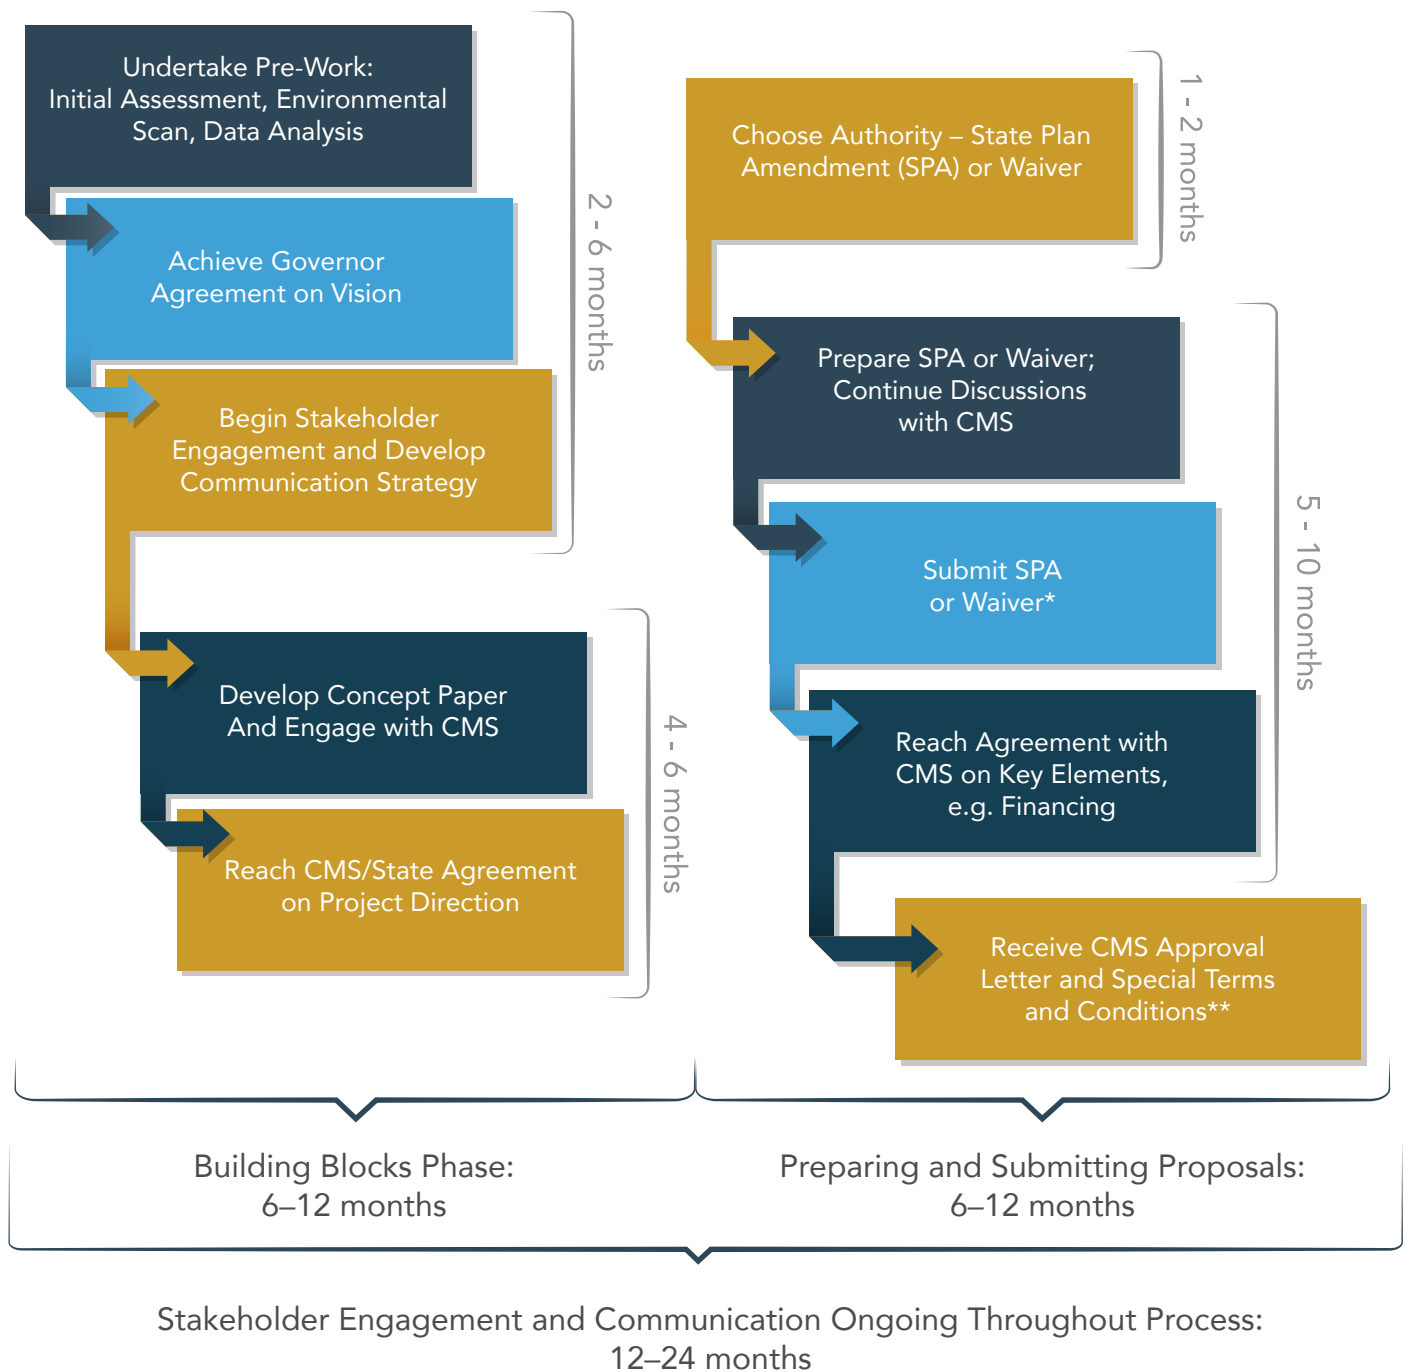 Undertake Pre-Work:
Initial Assessment, Environmental
Scan, Data Analysis
Achieve Governor
Agreement on Vision
Begin Stakeholder
Engagement and Develop
Communication Strategy
2 - 6 months
Develop Concept Paper
And Engage with CMS
Reach CMS/State Agreement
on Project Direction
4 - 6 months
Choose Authority – State Plan
Amendment (SPA) or Waiver
1 - 2 months
Prepare SPA or Waiver;
Continue Discussions
with CMS
Submit SPA
or Waiver*
Reach Agreement with
CMS on Key Elements,
e.g. Financing
5 - 10 months
Receive CMS Approval
Letter and Special Terms
and Conditions**
Building Blocks Phase:
6–12 months
Preparing and Submitting Proposals:
6–12 months
Stakeholder Engagement and Communication Ongoing Throughout Process:
12–24 months